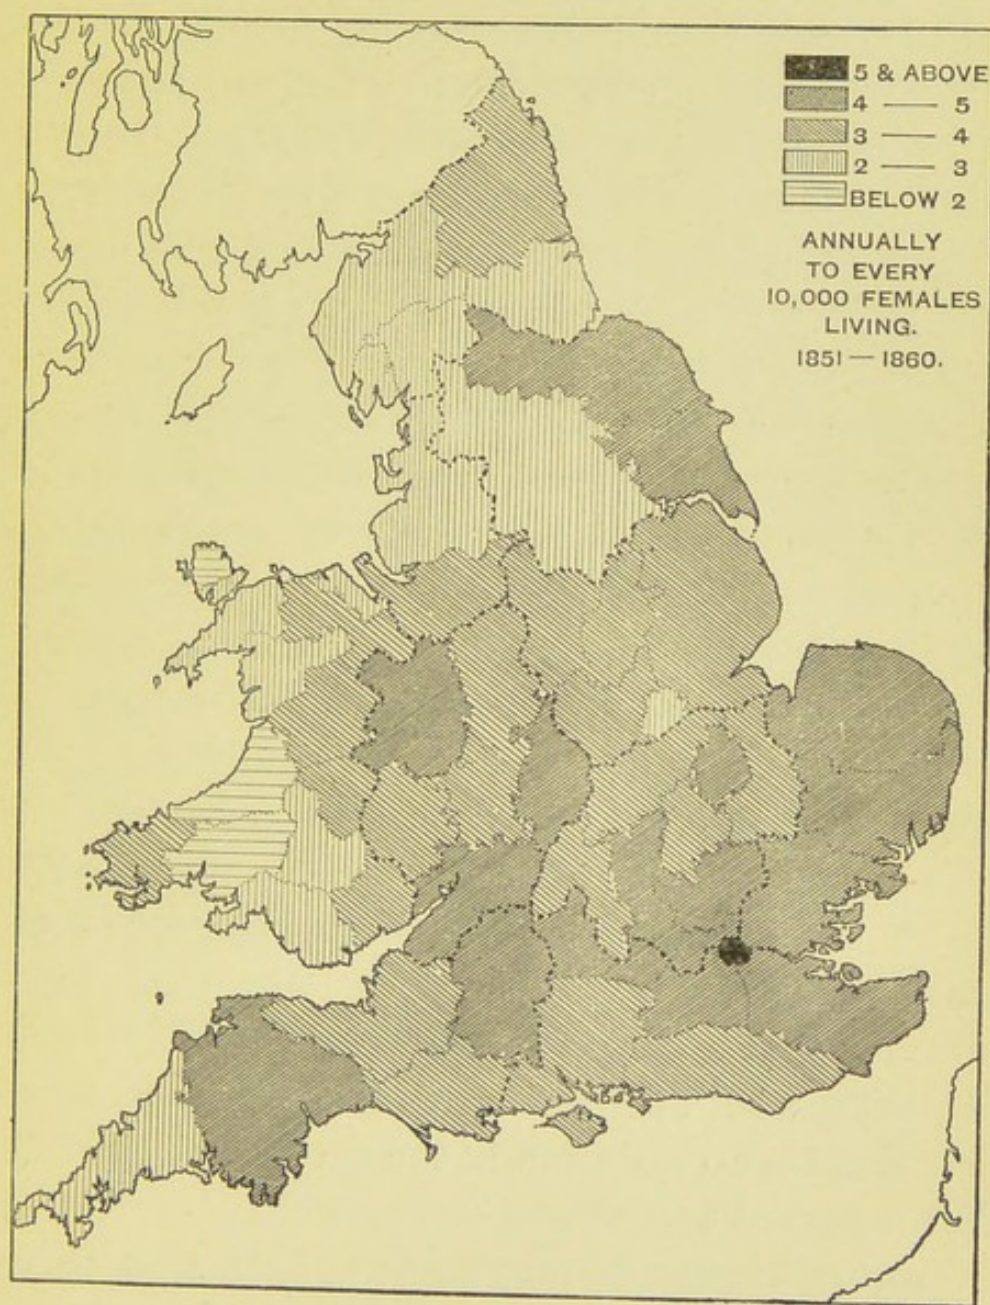 5 & ABOVE
4 — 5
3 — 4
2 — 3
BELOW 2
ANNUALLY
TO EVERY
10,000 FEMALES
LIVING.
1851 — 1860.